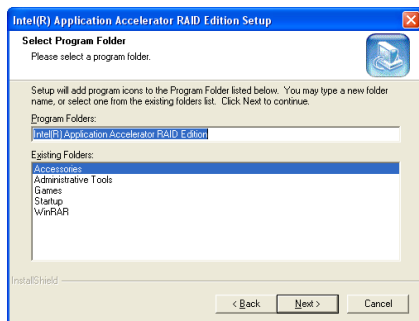 Intel(R) Application Accelerator RAID Edition Setup
Select Program Folder
Please select a program folder.
Setup will add program icons to the Program Folder listed below. You may type a new folder
name, or select one from the existing folders list. Click Next to continue.
Program Folders:
Intel(R) Application Accelerator RAID Edition
Existing Folders:
Accessories
Administrative Tools
Games
Startup
WinRAR
InstallShield
< Back
Next >
Cancel